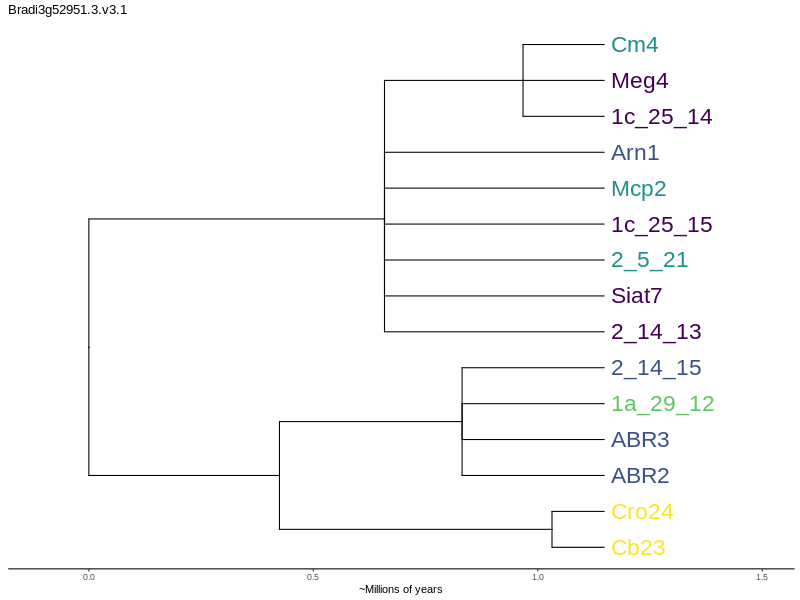 Bradi3g52951.3.v3.1
Cm4
Meg4
1c_25_14
Arn1
Mcp2
1c_25_15
2_5_21
Siat7
2_14_13
2_14_15
1a_29_12
ABR3
ABR2
Cro24
Cb23
0.0 0.5 1.0 1.5
~Millions of years